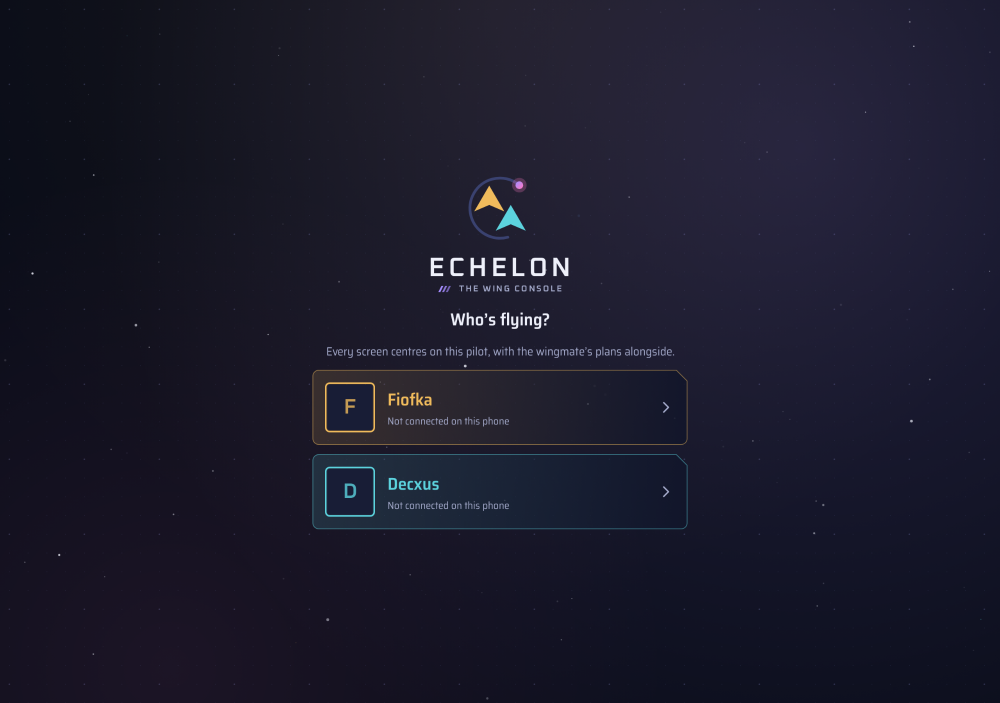 ECHELON
THE WING CONSOLE
Who's flying?
Every screen centres on this pilot, with the wingmate's plans alongside.
F
Fiofka
Not connected on this phone
D
Decxus
Not connected on this phone